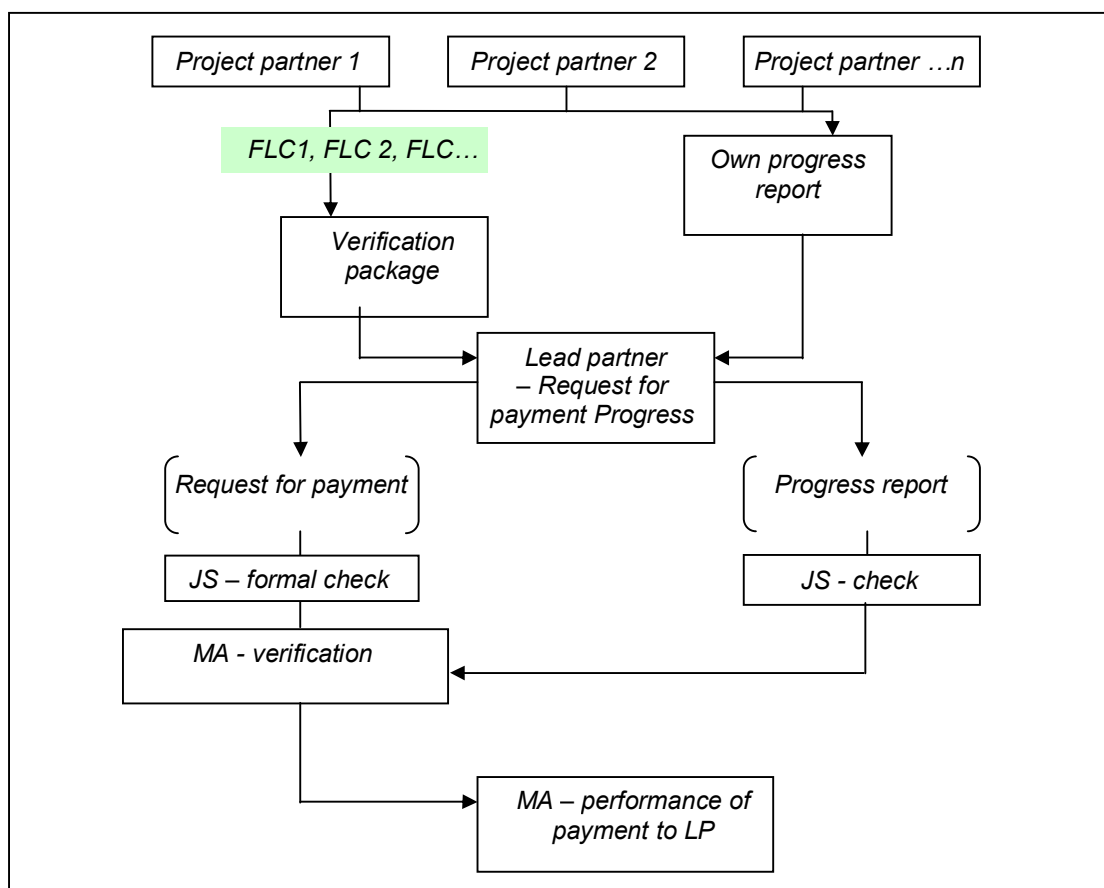 Project partner 1
Project partner 2
Project partner …n
FLC1, FLC 2, FLC…
Own progress
report
Verification
package
Lead partner
– Request for
payment Progress
Request for payment
Progress report
JS – formal check
JS - check
MA - verification
MA – performance of
payment to LP